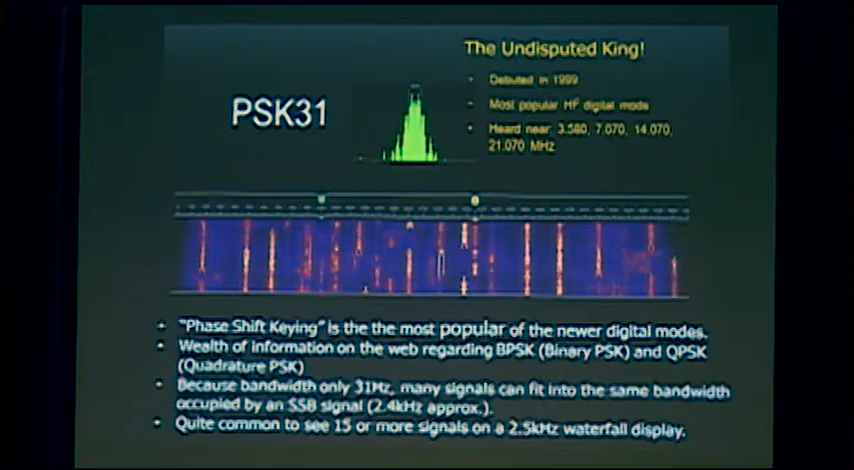 The Undisputed King!
PSK31
• Debuted in 1999
• Most popular HF digital mode
• Heard near: 3.580, 7.070, 14.070,
21.070 MHz
• "Phase Shift Keying" is the the most popular of the newer digital modes.
• Wealth of information on the web regarding BPSK (Binary PSK) and QPSK
(Quadrature PSK)
• Because bandwidth only 31Hz, many signals can fit into the same bandwidth
occupied by an SSB signal (2.4kHz approx.).
• Quite common to see 15 or more signals on a 2.5kHz waterfall display.